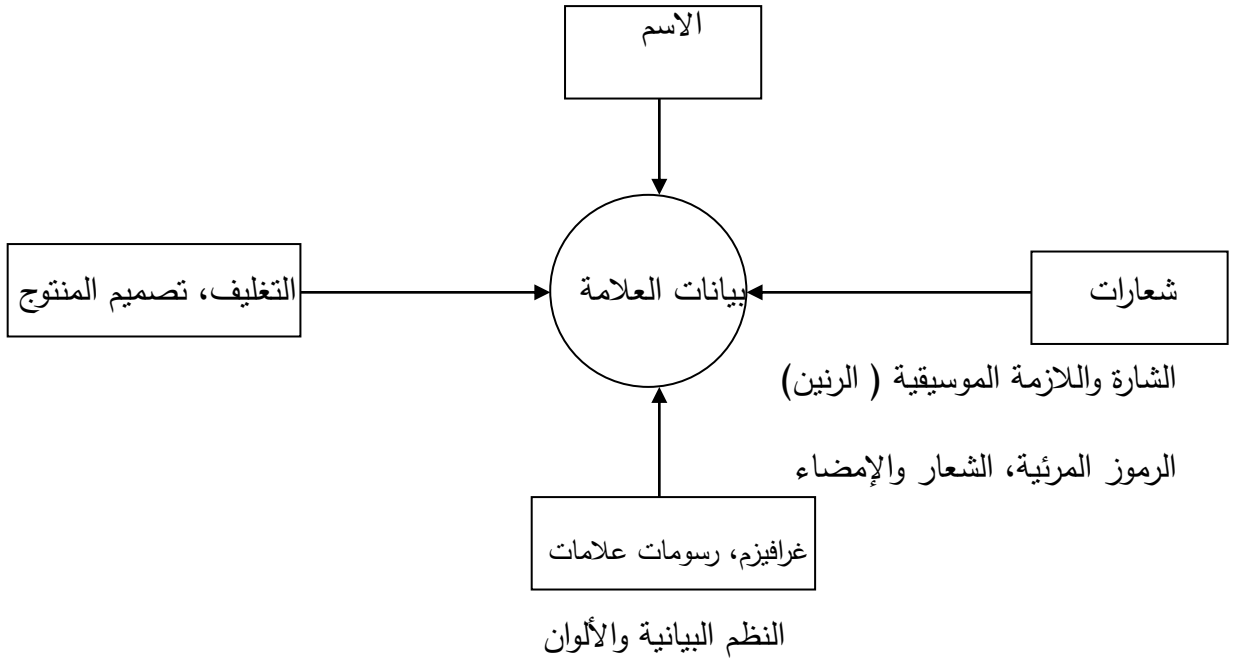 الاسم
شعارات
بيانات العلامة
التغليف، تصميم المنتوج
الشارة واللازمة الموسيقية ( الرنين)
الرموز المرئية، الشعار والإمضاء
غرافيزم، رسومات علامات
النظم البيانية والألوان